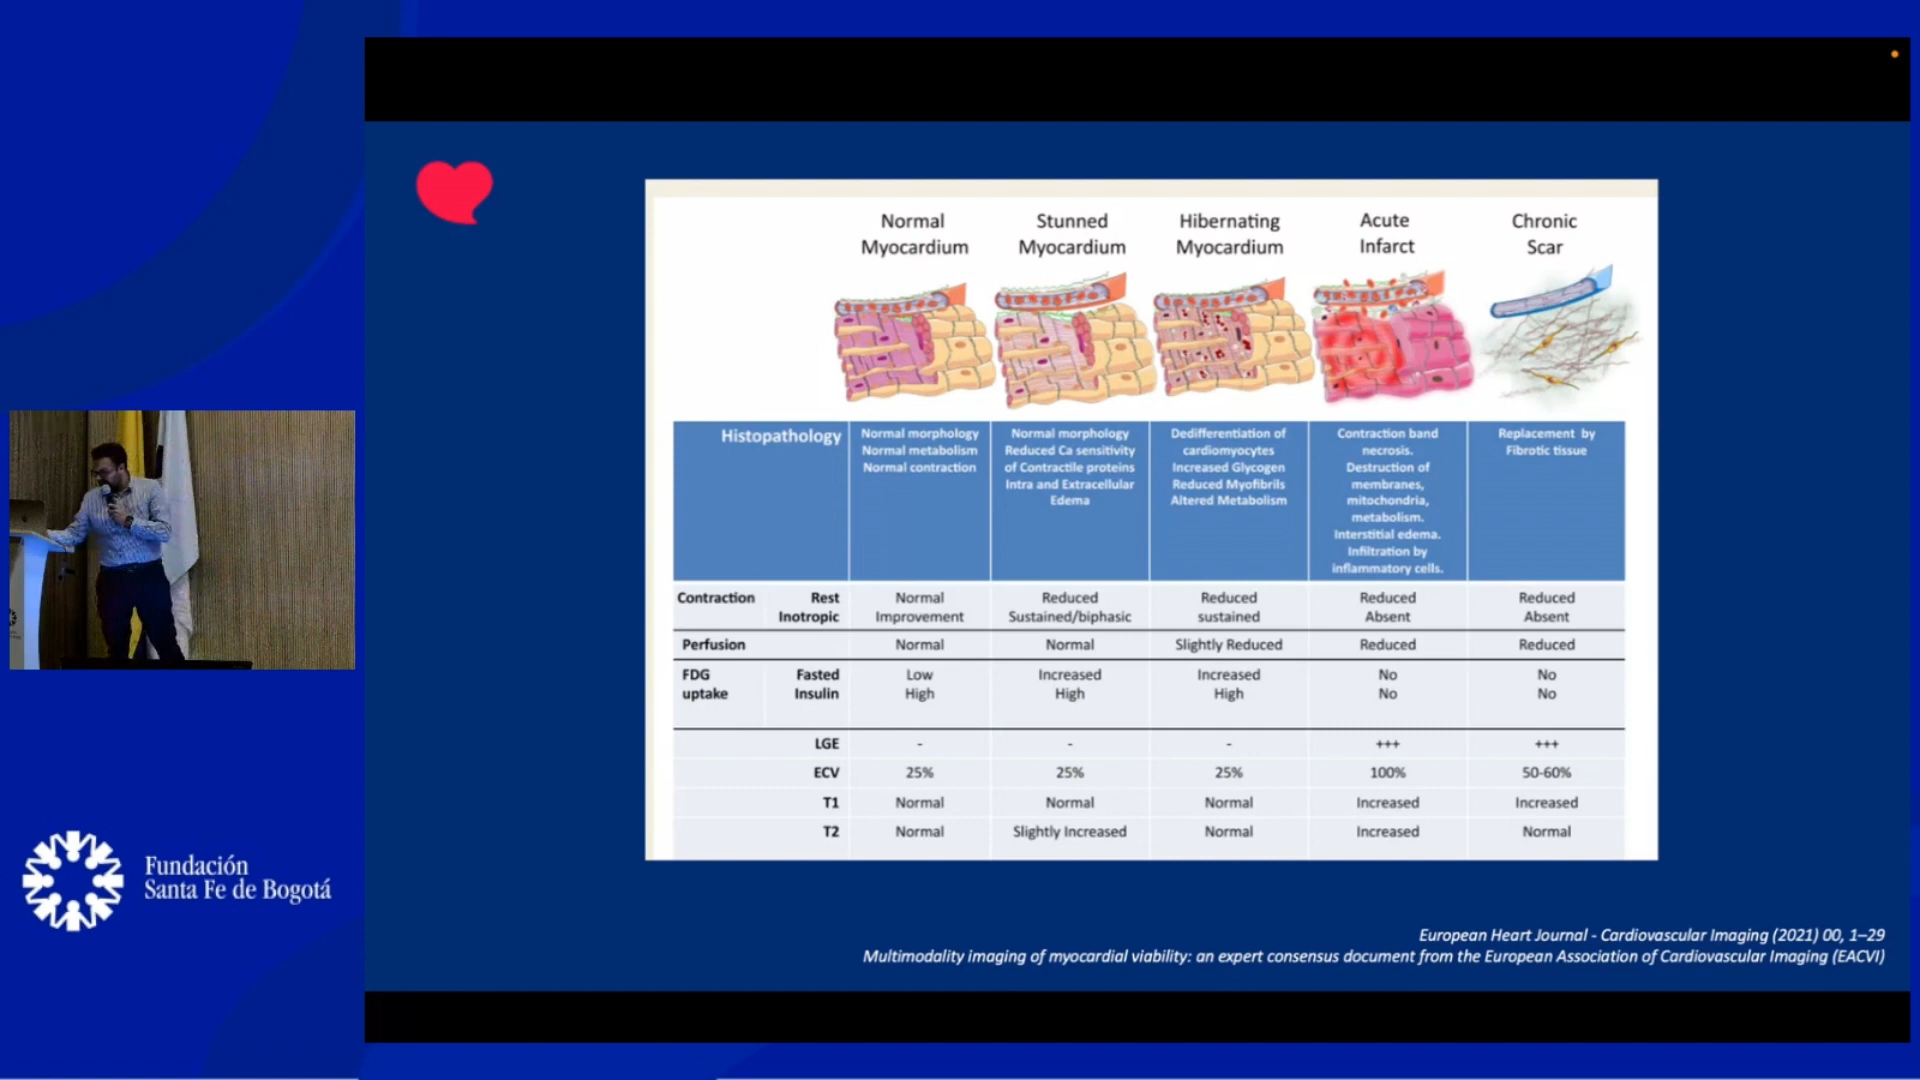 Normal
Myocardium
Stunned
Myocardium
Hibernating
Myocardium
Acute
Infarct
Chronic
Scar
Histopathology
Normal morphology
Normal metabolism
Normal contraction
Normal morphology
Reduced Ca sensitivity
of Contractile proteins
Intra and Extracellular
Edema
Dedifferentiation of
cardiomyocytes
Increased Glycogen
Reduced Myofibrils
Altered Metabolism
Contraction band
necrosis.
Destruction of
membranes,
mitochondria,
metabolism.
Interstitial edema.
Infiltration by
inflammatory cells.
Replacement by
Fibrotic tissue
Contraction Rest Normal Reduced Reduced Reduced Reduced
Inotropic Improvement Sustained/biphasic sustained Absent Absent
Perfusion Normal Normal Slightly Reduced Reduced Reduced
FDG Fasted Low Increased Increased No No
uptake Insulin High High High No No
LGE - - - +++ +++
ECV 25% 25% 25% 100% 50-60%
T1 Normal Normal Normal Increased Increased
T2 Normal Slightly Increased Normal Increased Normal
Fundación
Santa Fe de Bogotá
European Heart Journal - Cardiovascular Imaging (2021) 00, 1–29
Multimodality imaging of myocardial viability: an expert consensus document from the European Association of Cardiovascular Imaging (EACVI)